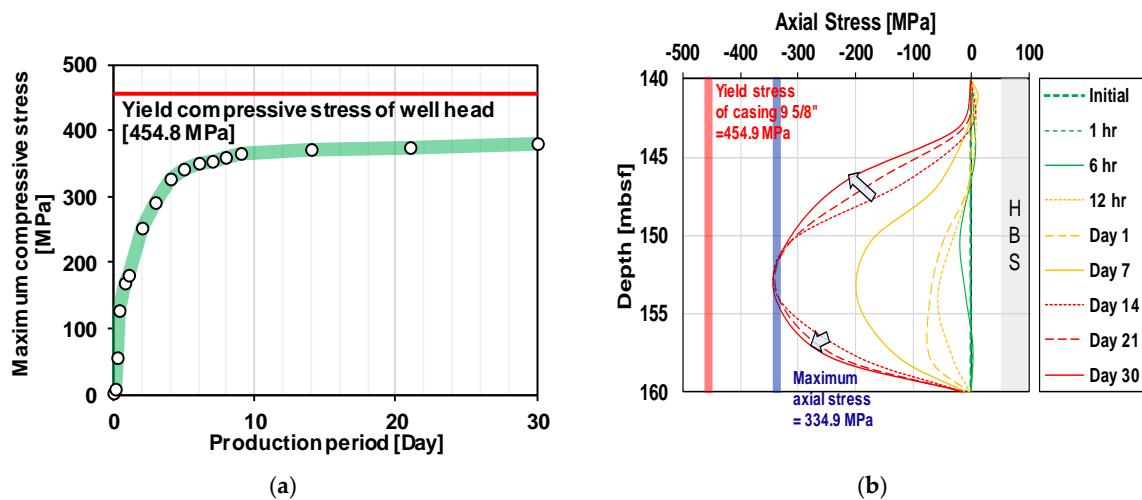 Maximum compressive stress
[MPa]
500
400
300
200
100
0
Yield compressive stress of well head
[454.8 MPa]
0
10
20
30
Production period [Day]
(a)
Axial Stress [MPa]
-500
-400
-300
-200
-100
0
100
Depth [mbsf]
140
145
150
155
160
Yield stress
of casing 9 5/8"
=454.9 MPa
Maximum
axial stress
= 334.9 MPa
H
B
S
Initial
1 hr
6 hr
12 hr
Day 1
Day 7
Day 14
Day 21
Day 30
(b)